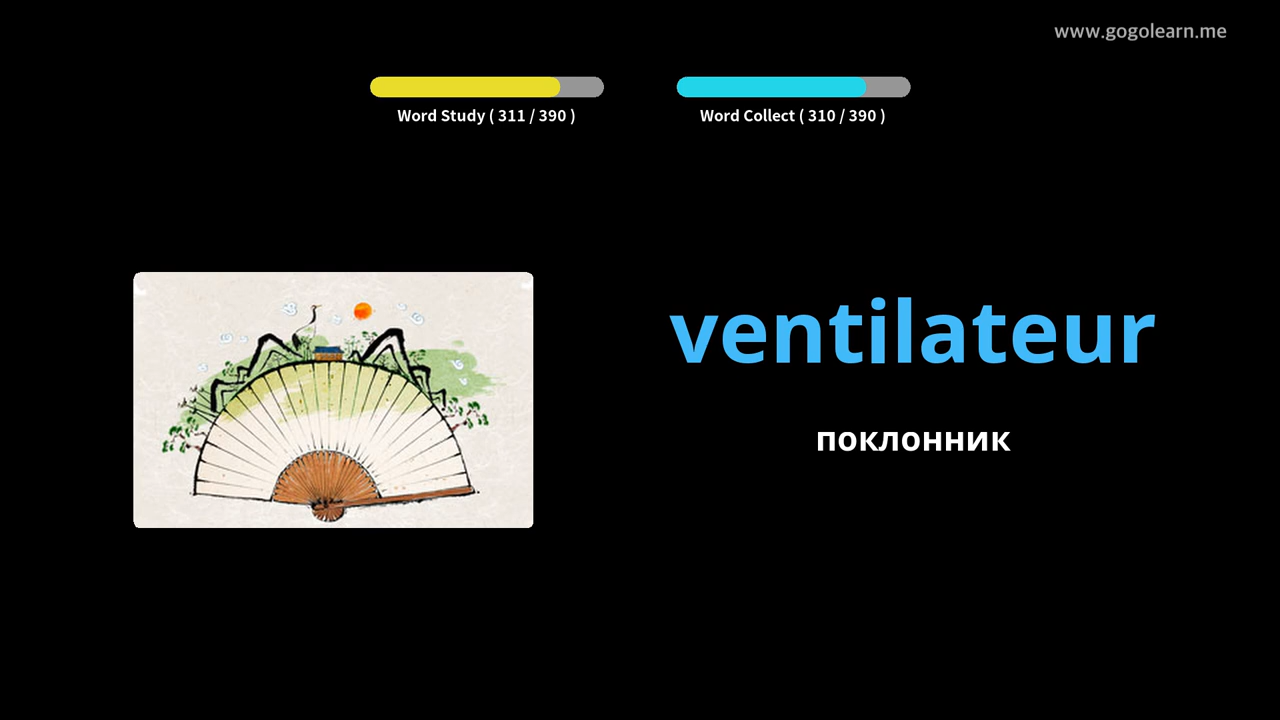 www.gogolearn.me
Word Study ( 311 / 390 )
Word Collect ( 310 / 390 )
ventilateur
поклонник